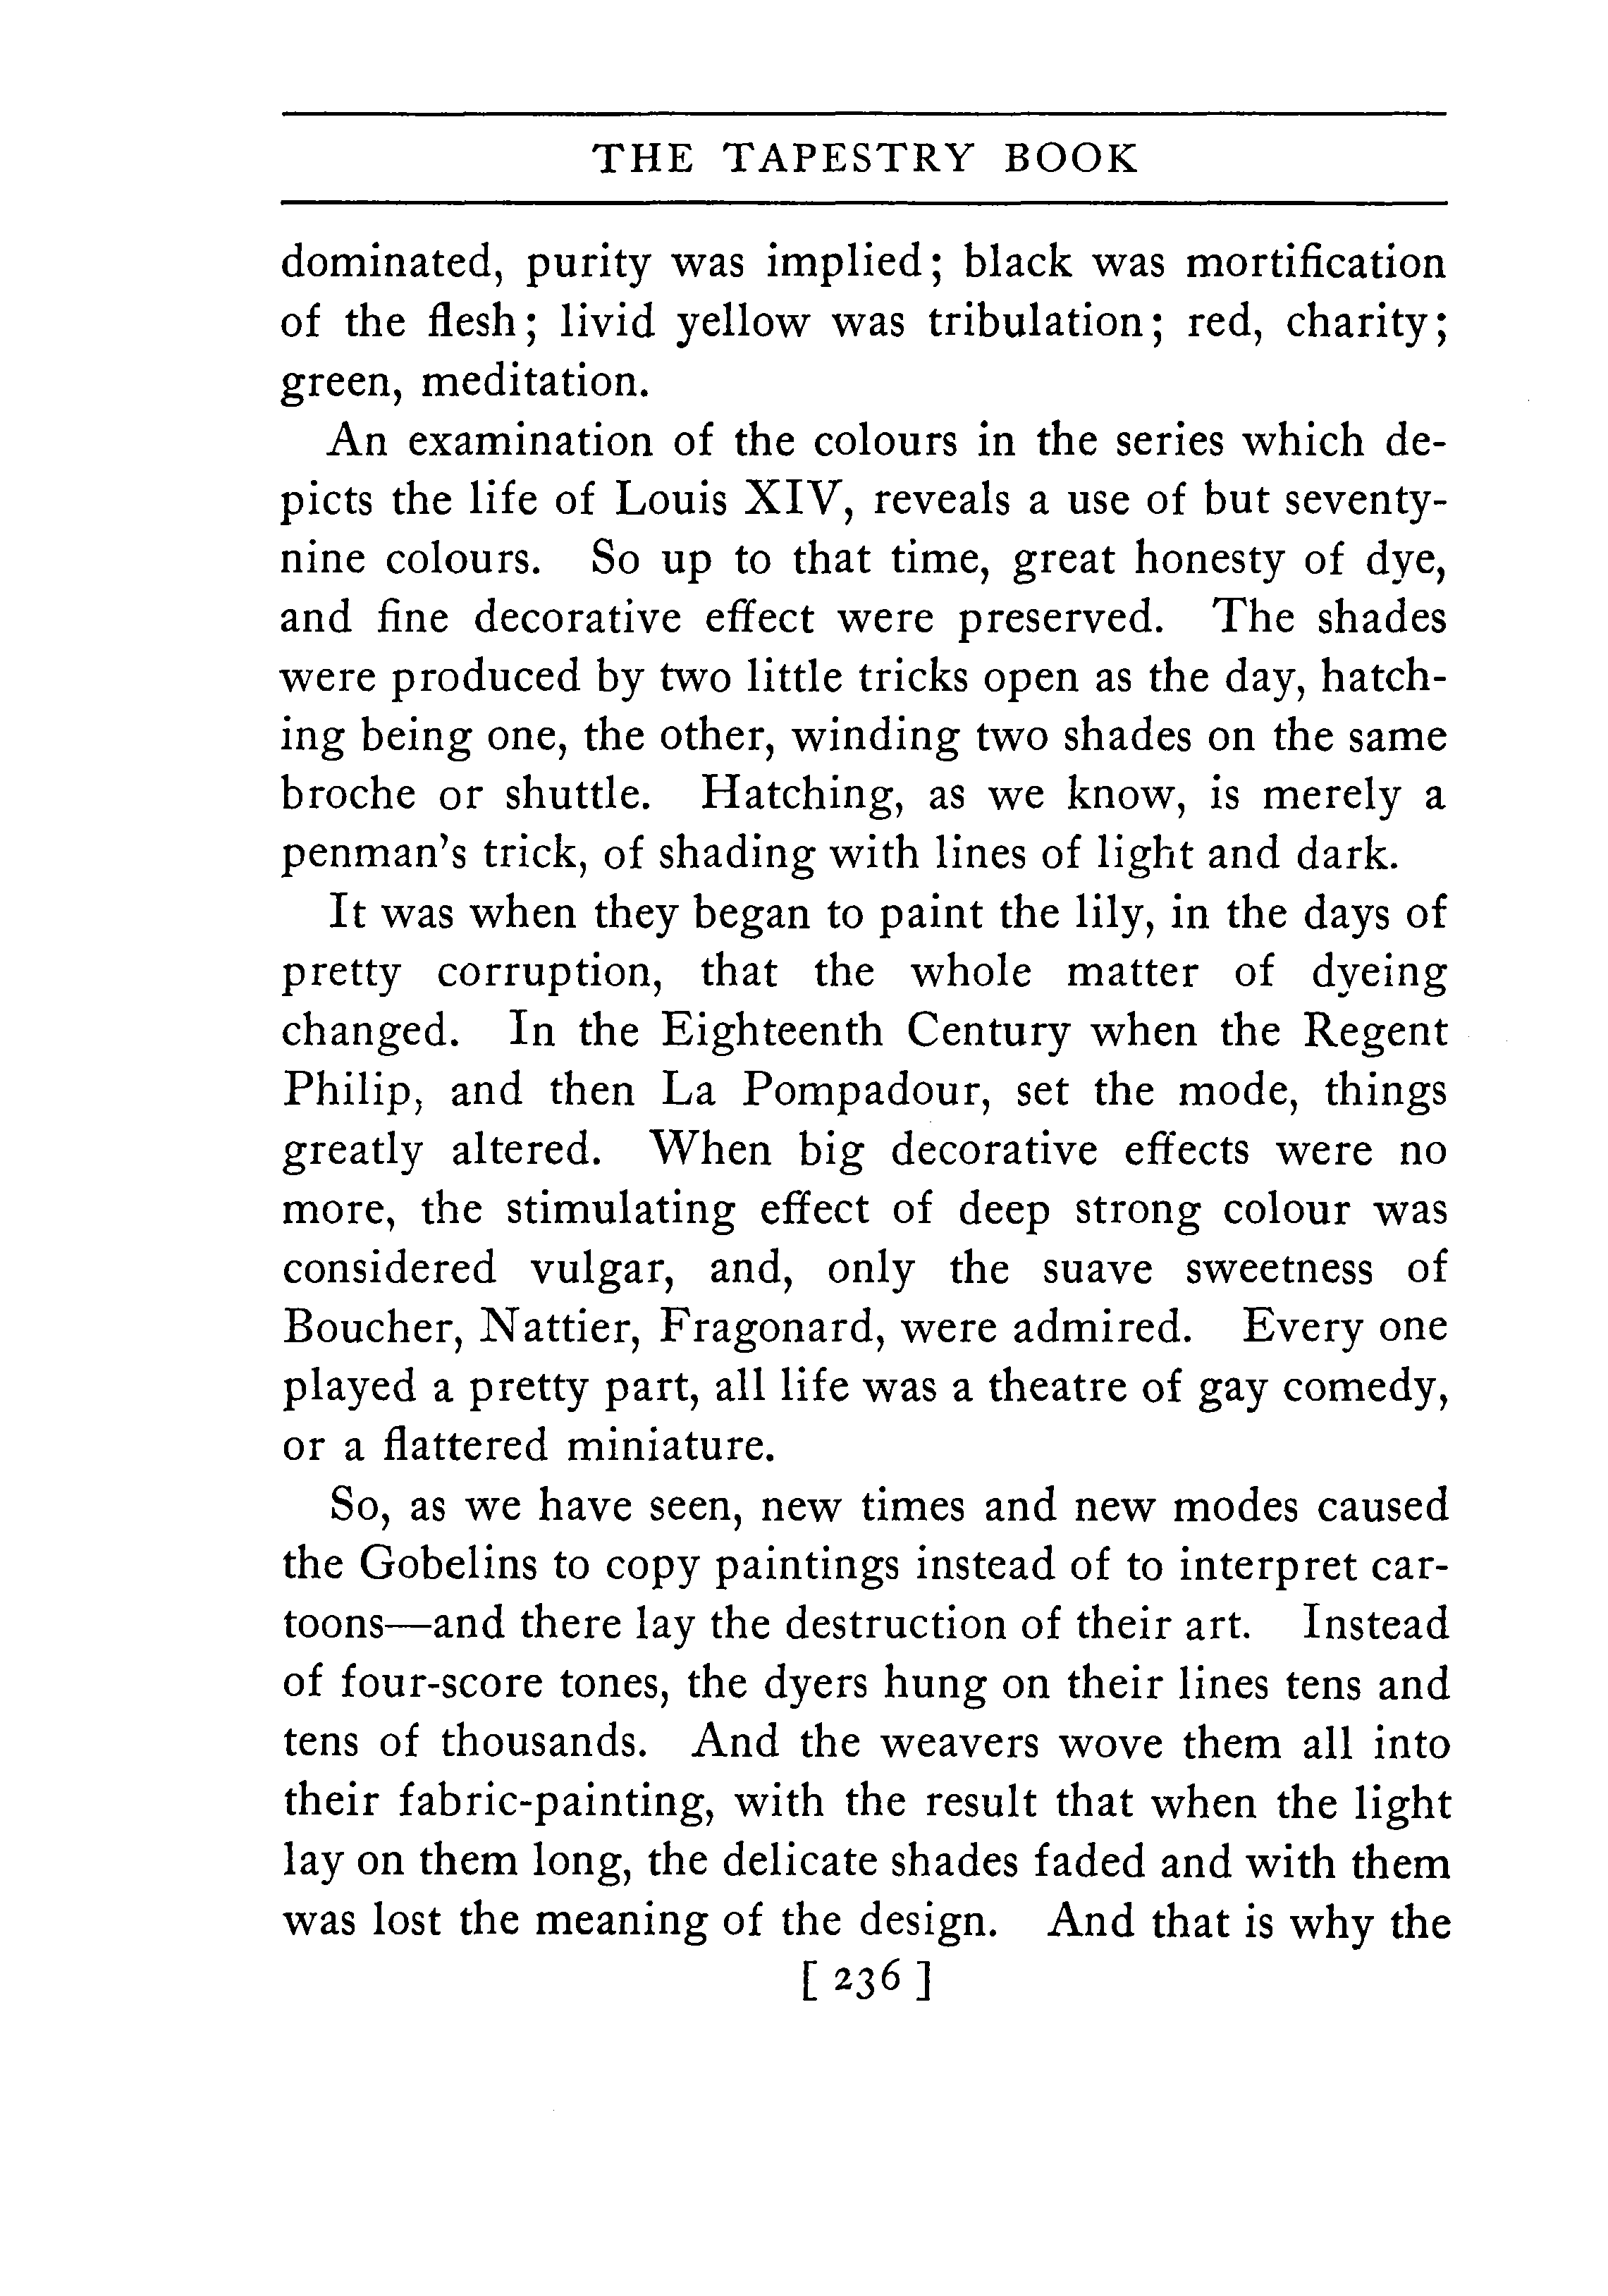 THE TAPESTRY BOOK
dominated, purity was implied; black was mortification
of the flesh; livid yellow was tribulation; red, charity;
green, meditation.
An examination of the colours in the series which de-
picts the life of Louis XIV, reveals a use of but seventy-
nine colours. So up to that time, great honesty of dye,
and fine decorative effect were preserved. The shades
were produced by two little tricks open as the day, hatch-
ing being one, the other, winding two shades on the same
broche or shuttle. Hatching, as we know, is merely a
penman's trick, of shading with lines of light and dark.
It was when they began to paint the lily, in the days of
pretty corruption, that the whole matter of dyeing
changed. In the Eighteenth Century when the Regent
Philip, and then La Pompadour, set the mode, things
greatly altered. When big decorative effects were no
more, the stimulating effect of deep strong colour was
considered vulgar, and, only the suave sweetness of
Boucher, Nattier, Fragonard, were admired. Every one
played a pretty part, all life was a theatre of gay comedy,
or a flattered miniature.
So, as we have seen, new times and new modes caused
the Gobelins to copy paintings instead of to interpret car-
toons—and there lay the destruction of their art. Instead
of four-score tones, the dyers hung on their lines tens and
tens of thousands. And the weavers wove them all into
their fabric-painting, with the result that when the light
lay on them long, the delicate shades faded and with them
was lost the meaning of the design. And that is why the
[ 236 ]